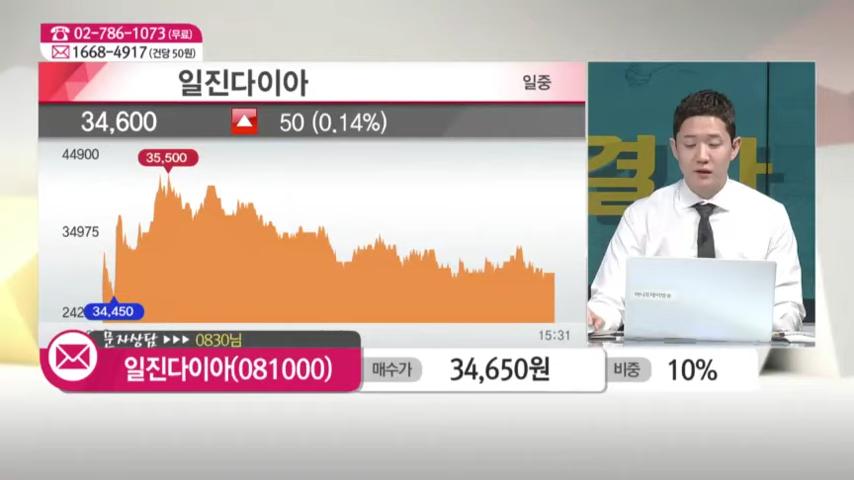 02-786-1073 (무료)
1668-4917 (건당 50원)
일진다이아
일중
34,600
50 (0.14%)
44900
35,500
34975
34,450
15:31
문자상담 ▶▶▶ 0830님
일진다이아(081000)
매수가
34,650원
비중
10%